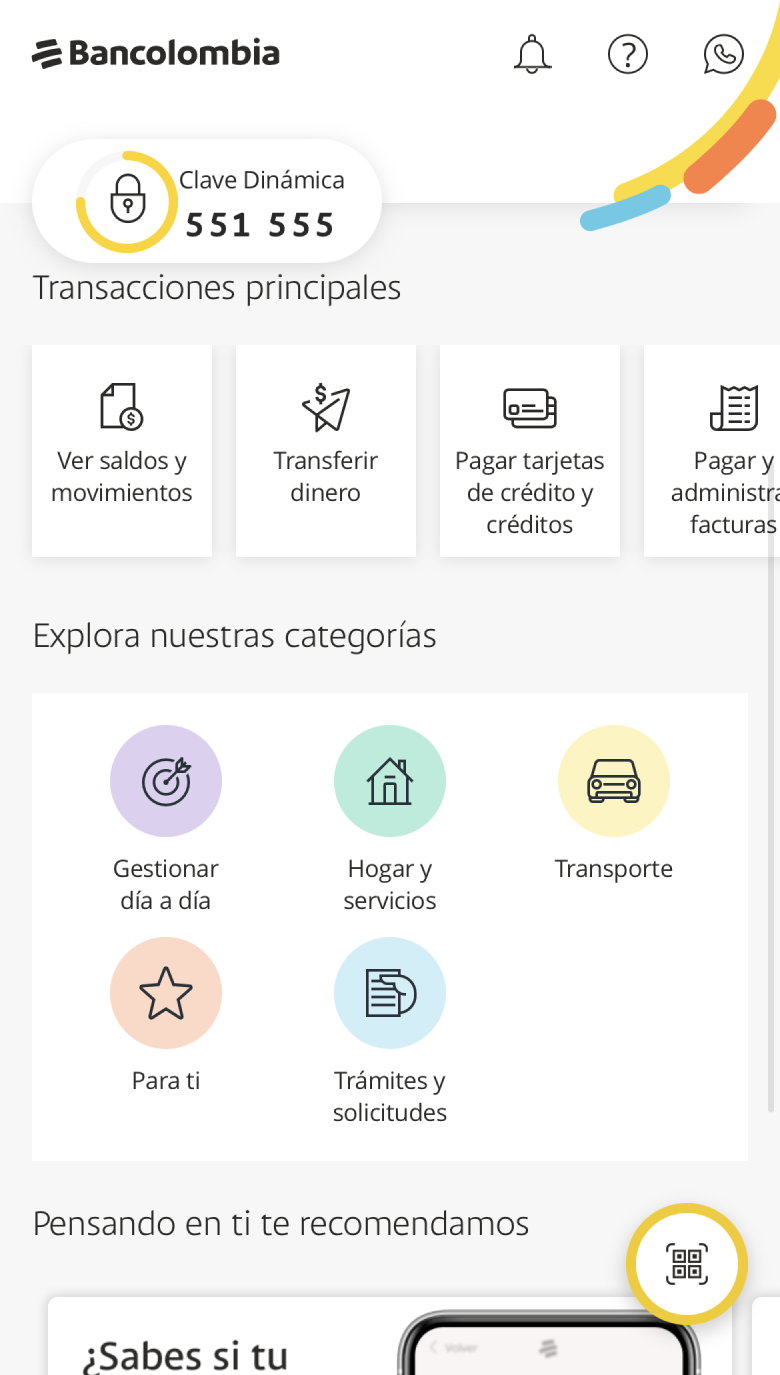 Bancolombia
Clave Dinámica
551 555
Transacciones principales
Ver saldos y
movimientos
Transferir
dinero
Pagar tarjetas
de crédito y
créditos
Pagar y
administra
facturas
Explora nuestras categorías
Gestionar
día a día
Hogar y
servicios
Transporte
Para ti
Trámites y
solicitudes
Pensando en ti te recomendamos
¿Sabes si tu
Volver